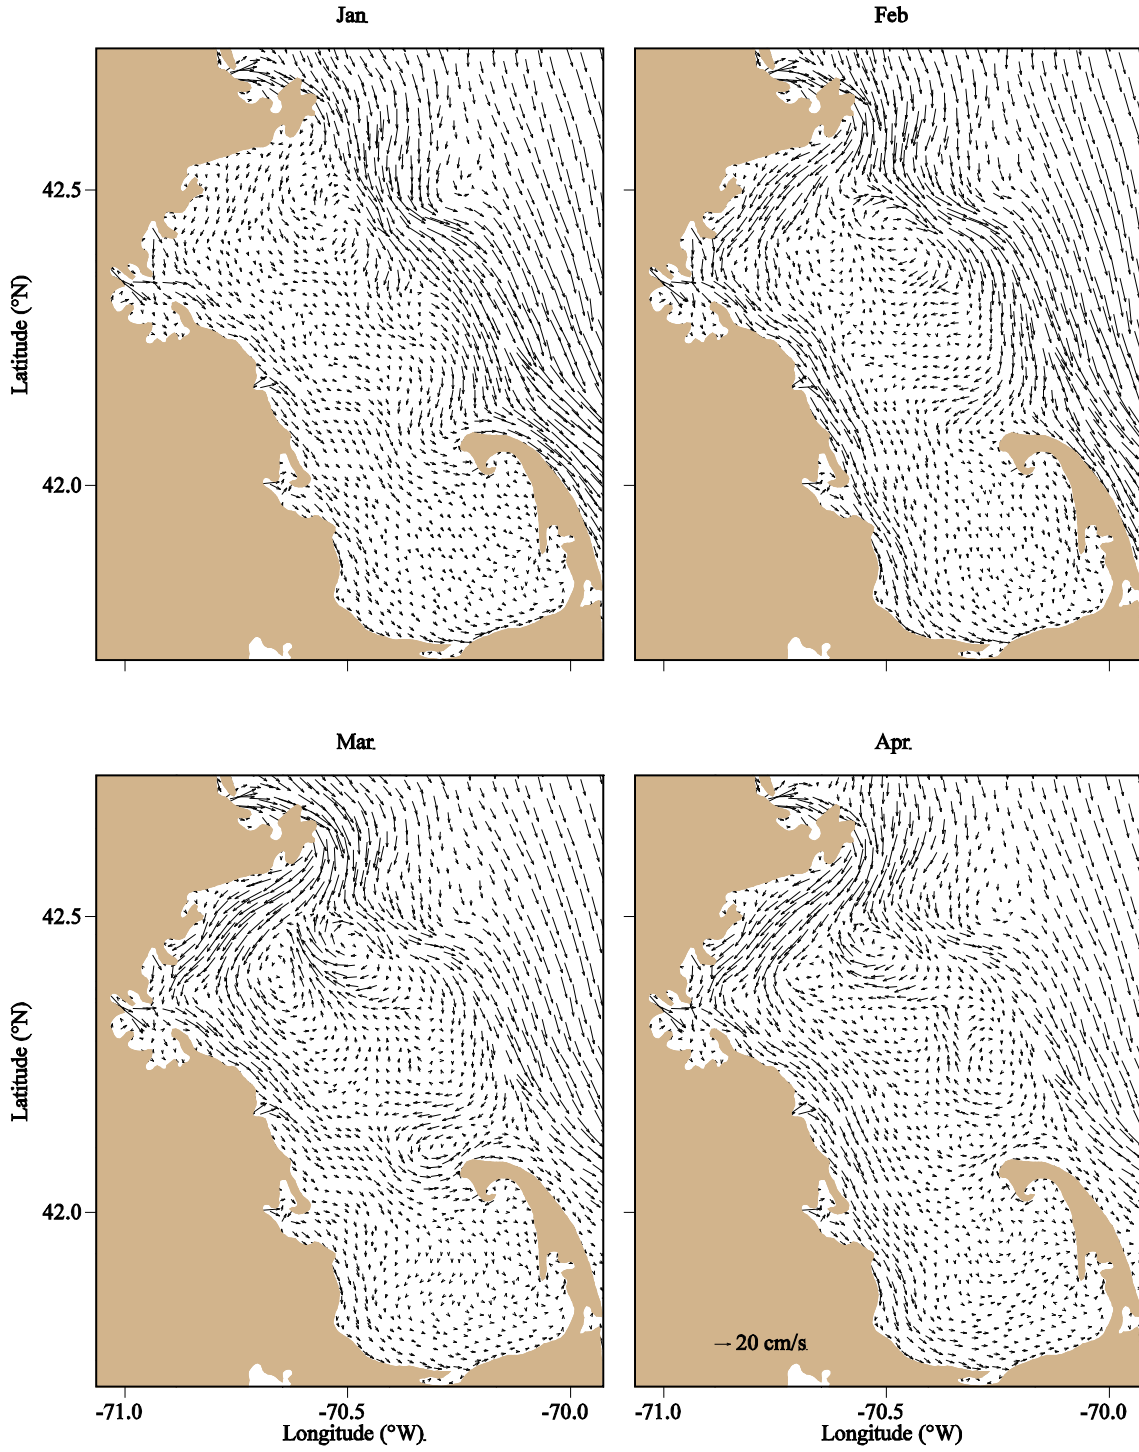 Jan
Feb
42.5
42.0
Latitude (°N)
Mar.
Apr.
42.5
42.0
Latitude (°N)
20 cm/s
-71.0 -70.5 -70.0
-71.0 -70.5 -70.0
Longitude (°W).
Longitude (°W)